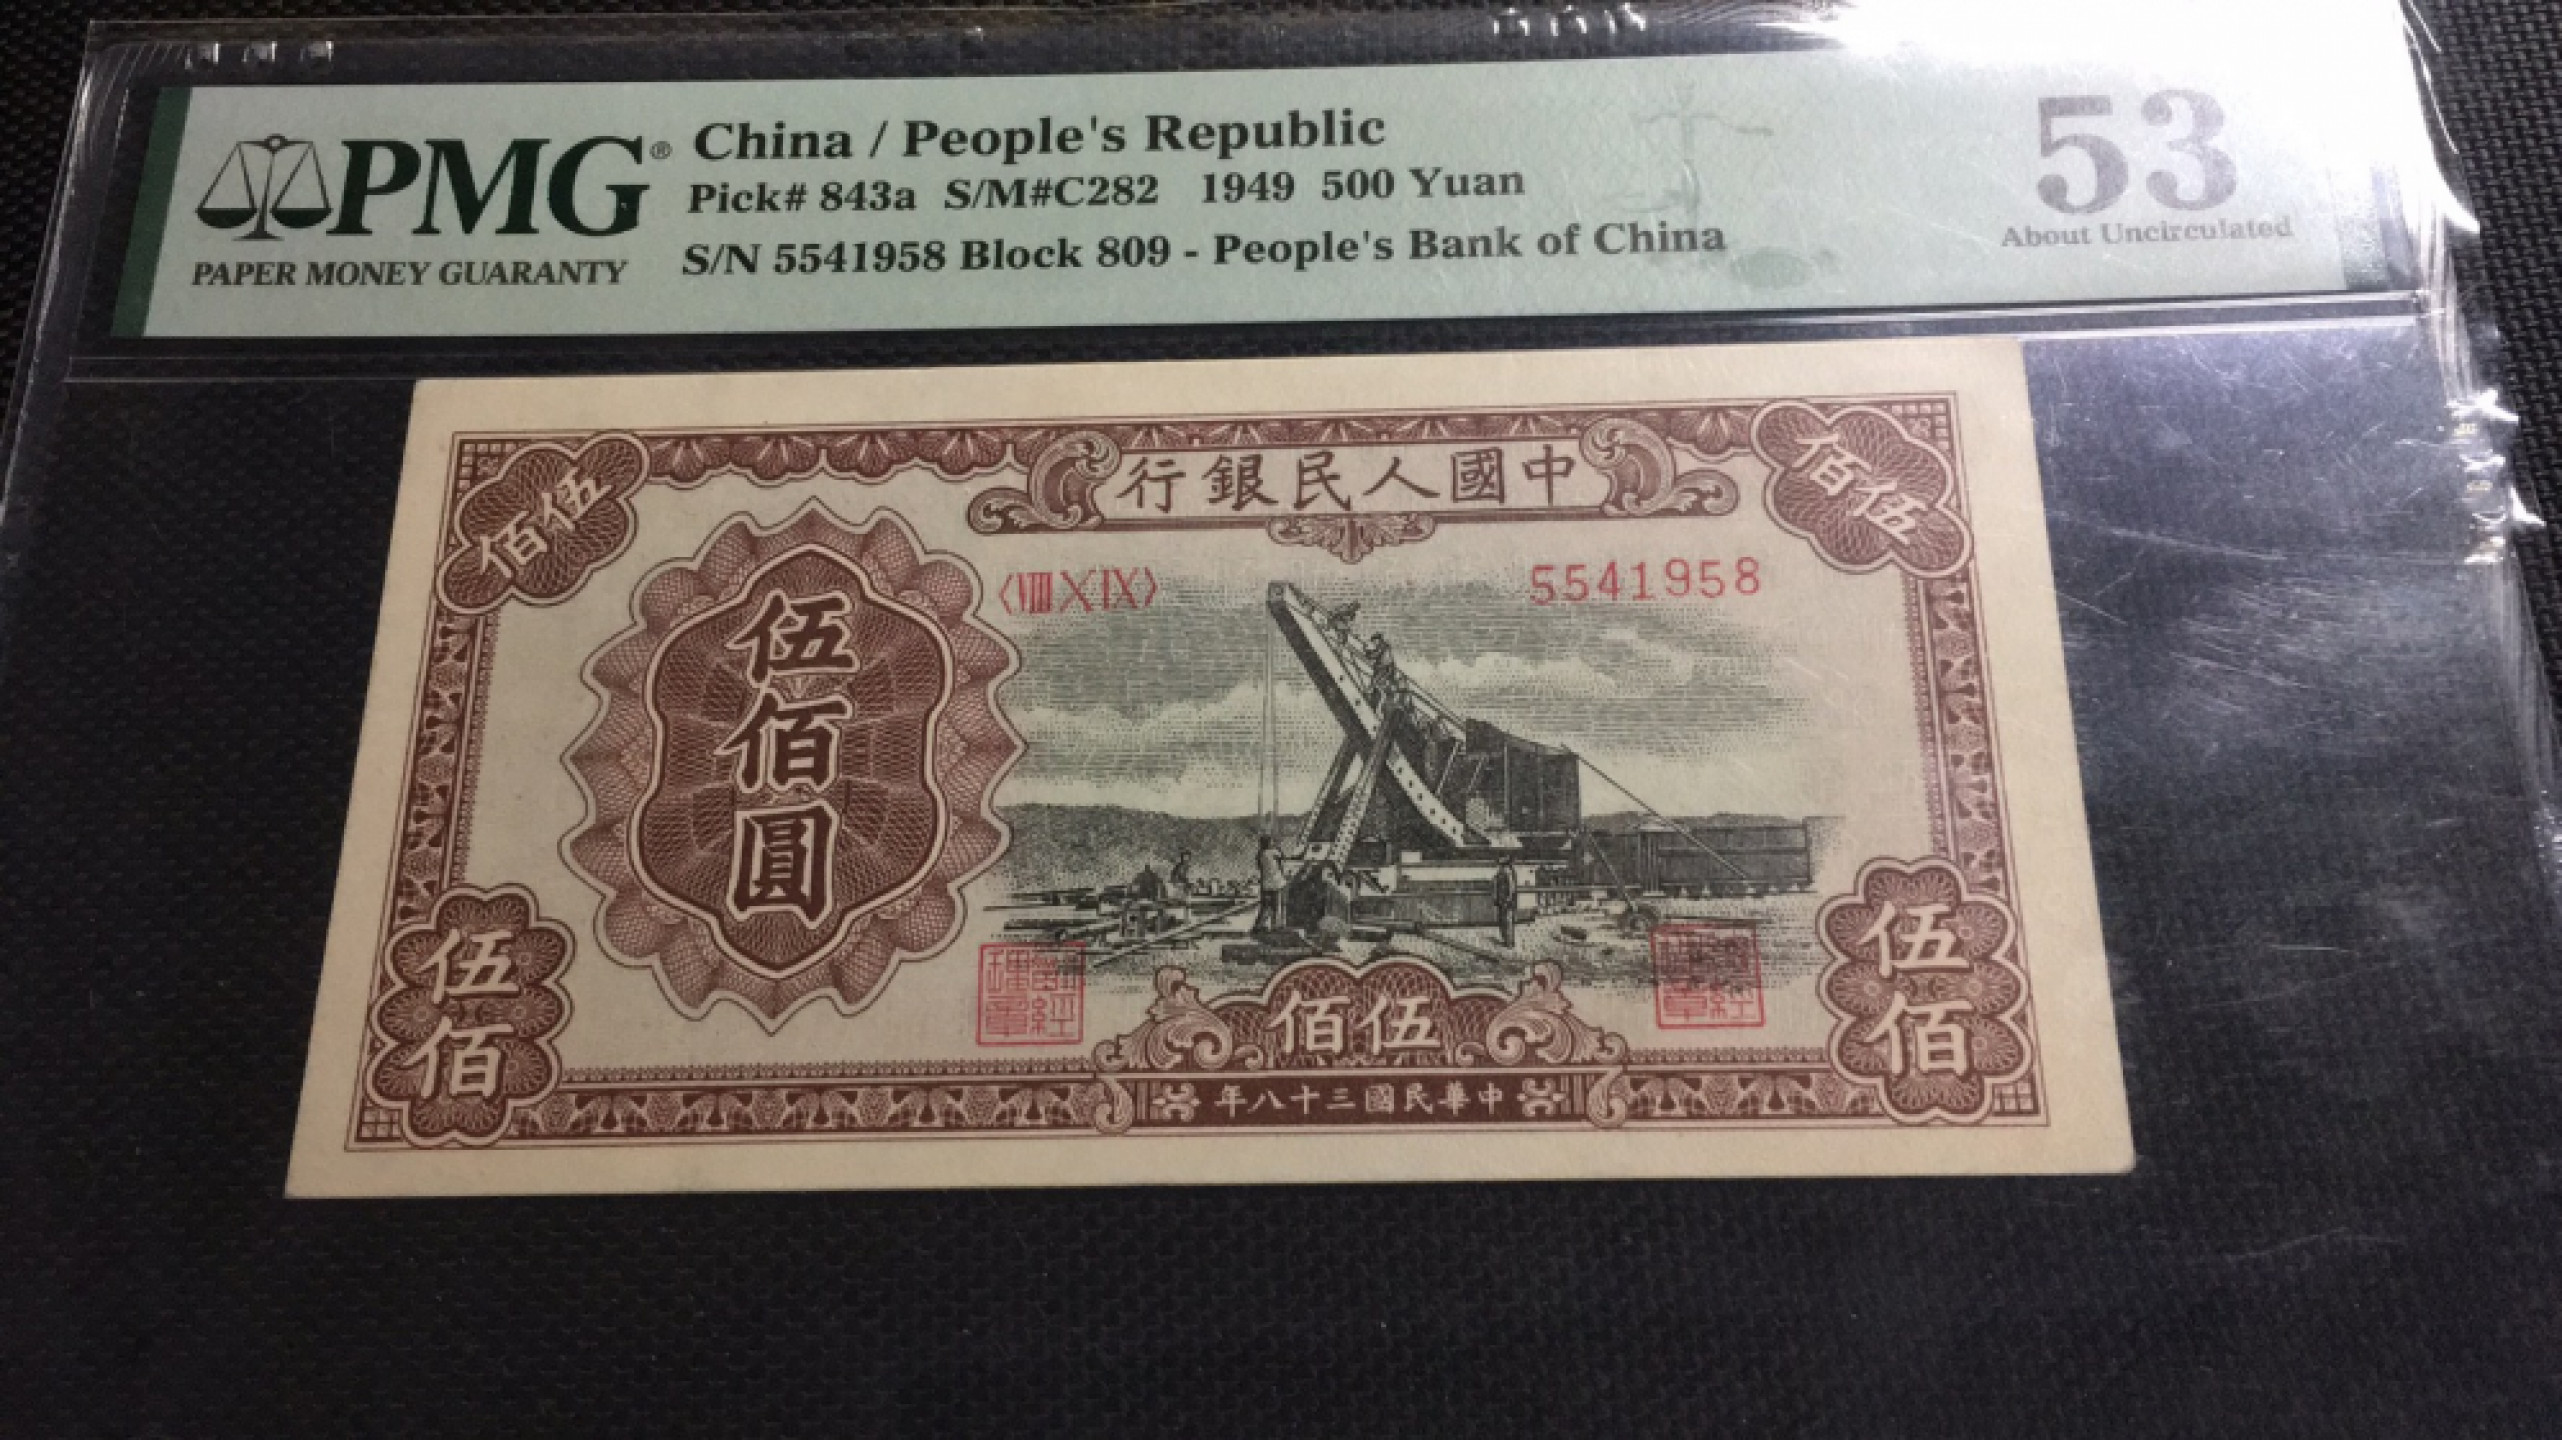 PMG®
PAPER MONEY GUARANTY
China / People's Republic
Pick# 843a S/M#C282 1949 500 Yuan
S/N 5541958 Block 809 - People's Bank of China
53
About Uncirculated
中國人民銀行
伍佰
伍佰
〈ⅧⅩⅨ〉
5541958
伍佰圓
伍佰
伍佰
伍佰
中華民國三十八年